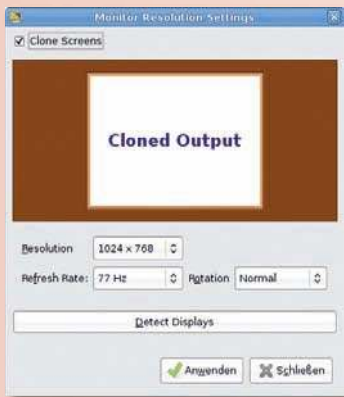 Monitor Resolution Settings
Clone Screens
Cloned Output
Resolution 1024 x 768
Refresh Rate: 77 Hz Rotation Normal
Detect Displays
Anwenden Schließen